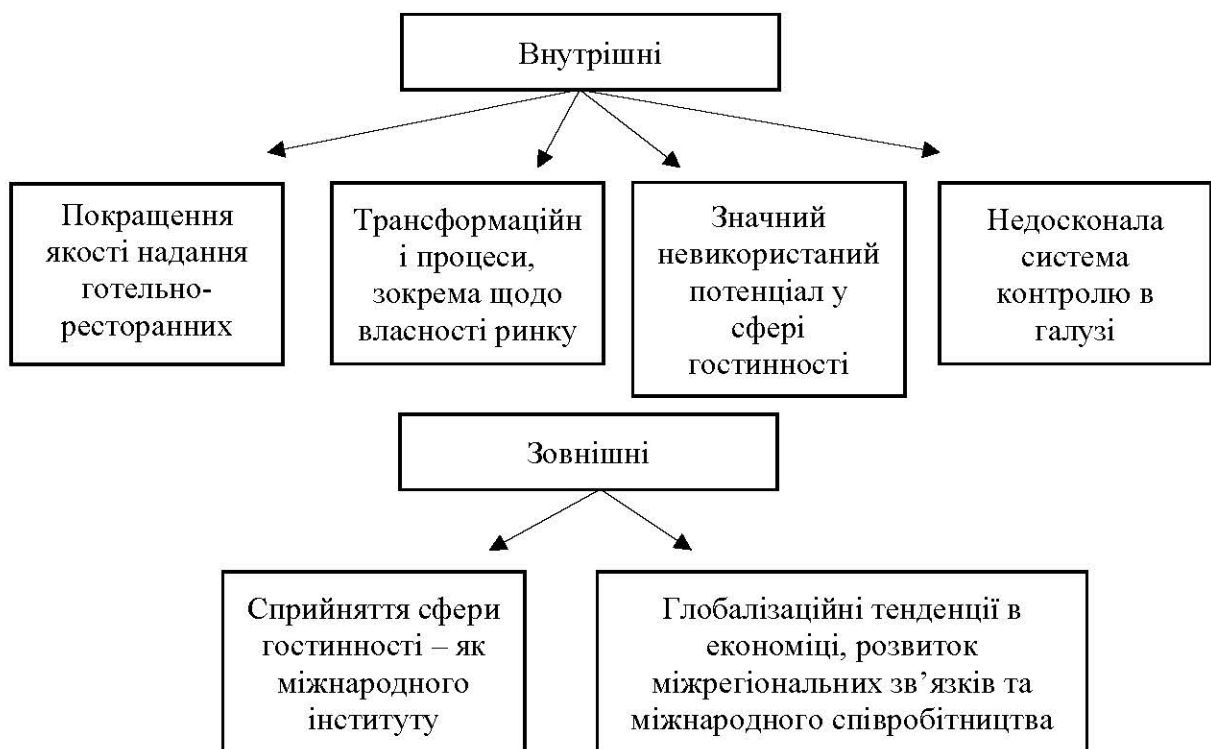 Внутрішні
Покращення
якості надання
готельно-
ресторанних
Трансформаційн
і процеси,
зокрема щодо
власності ринку
Значний
невикористаний
потенціал у
сфері
гостинності
Недосконала
система
контролю в
галузі
Зовнішні
Сприйняття сфери
гостинності – як
міжнародного
інституту
Глобалізаційні тенденції в
економіці, розвиток
міжрегіональних зв’язків та
міжнародного співробітництва